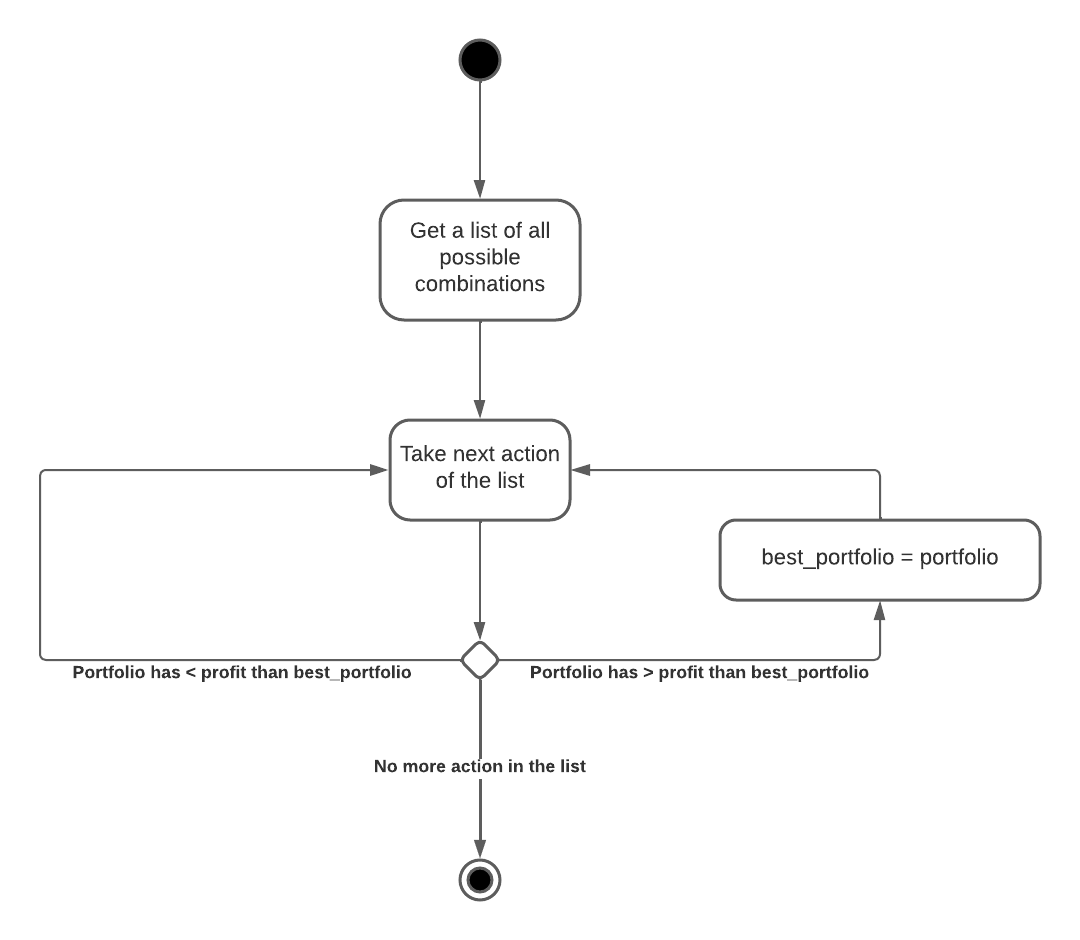 Get a list of all
possible
combinations
Take next action
of the list
best_portfolio = portfolio
Portfolio has < profit than best_portfolio
Portfolio has > profit than best_portfolio
No more action in the list